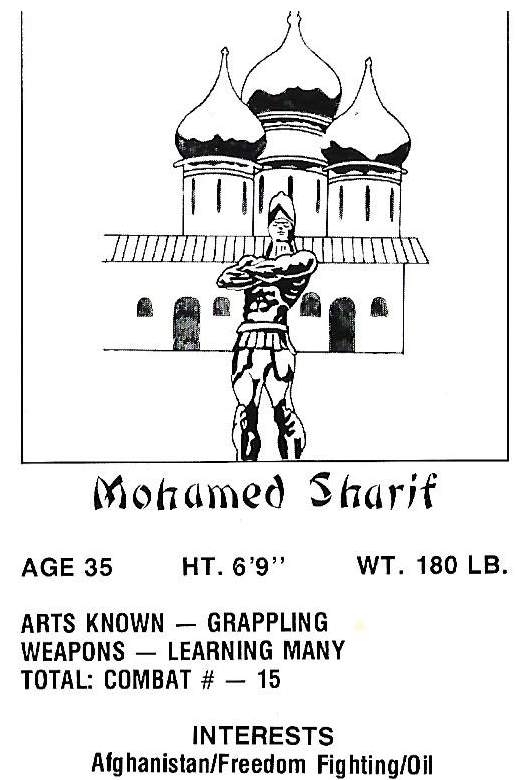 Mohamed Sharif
AGE 35 HT. 6'9" WT. 180 LB.
ARTS KNOWN — GRAPPLING
WEAPONS — LEARNING MANY
TOTAL: COMBAT # — 15
INTERESTS
Afghanistan/Freedom Fighting/Oil